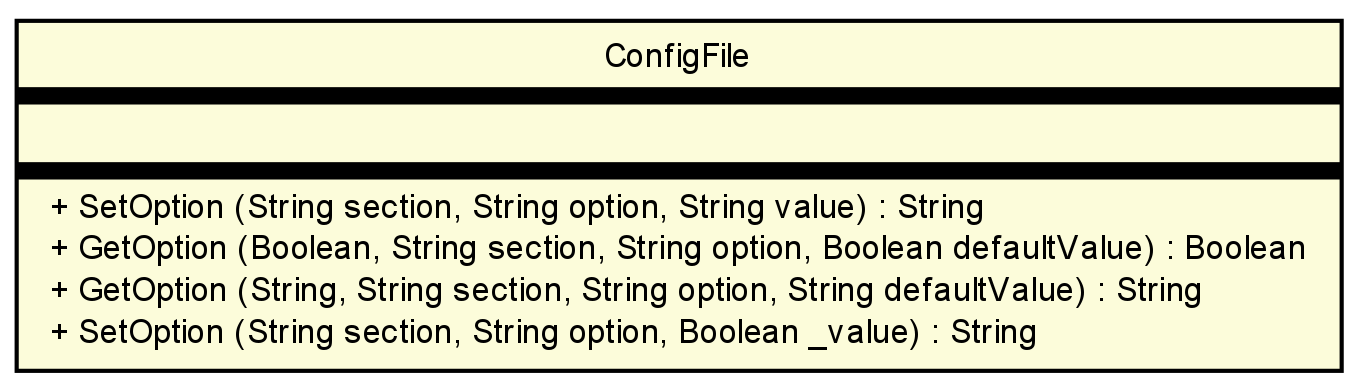 ConfigFile
+ SetOption (String section, String option, String value) : String
+ GetOption (Boolean, String section, String option, Boolean defaultValue) : Boolean
+ GetOption (String, String section, String option, String defaultValue) : String
+ SetOption (String section, String option, Boolean _value) : String